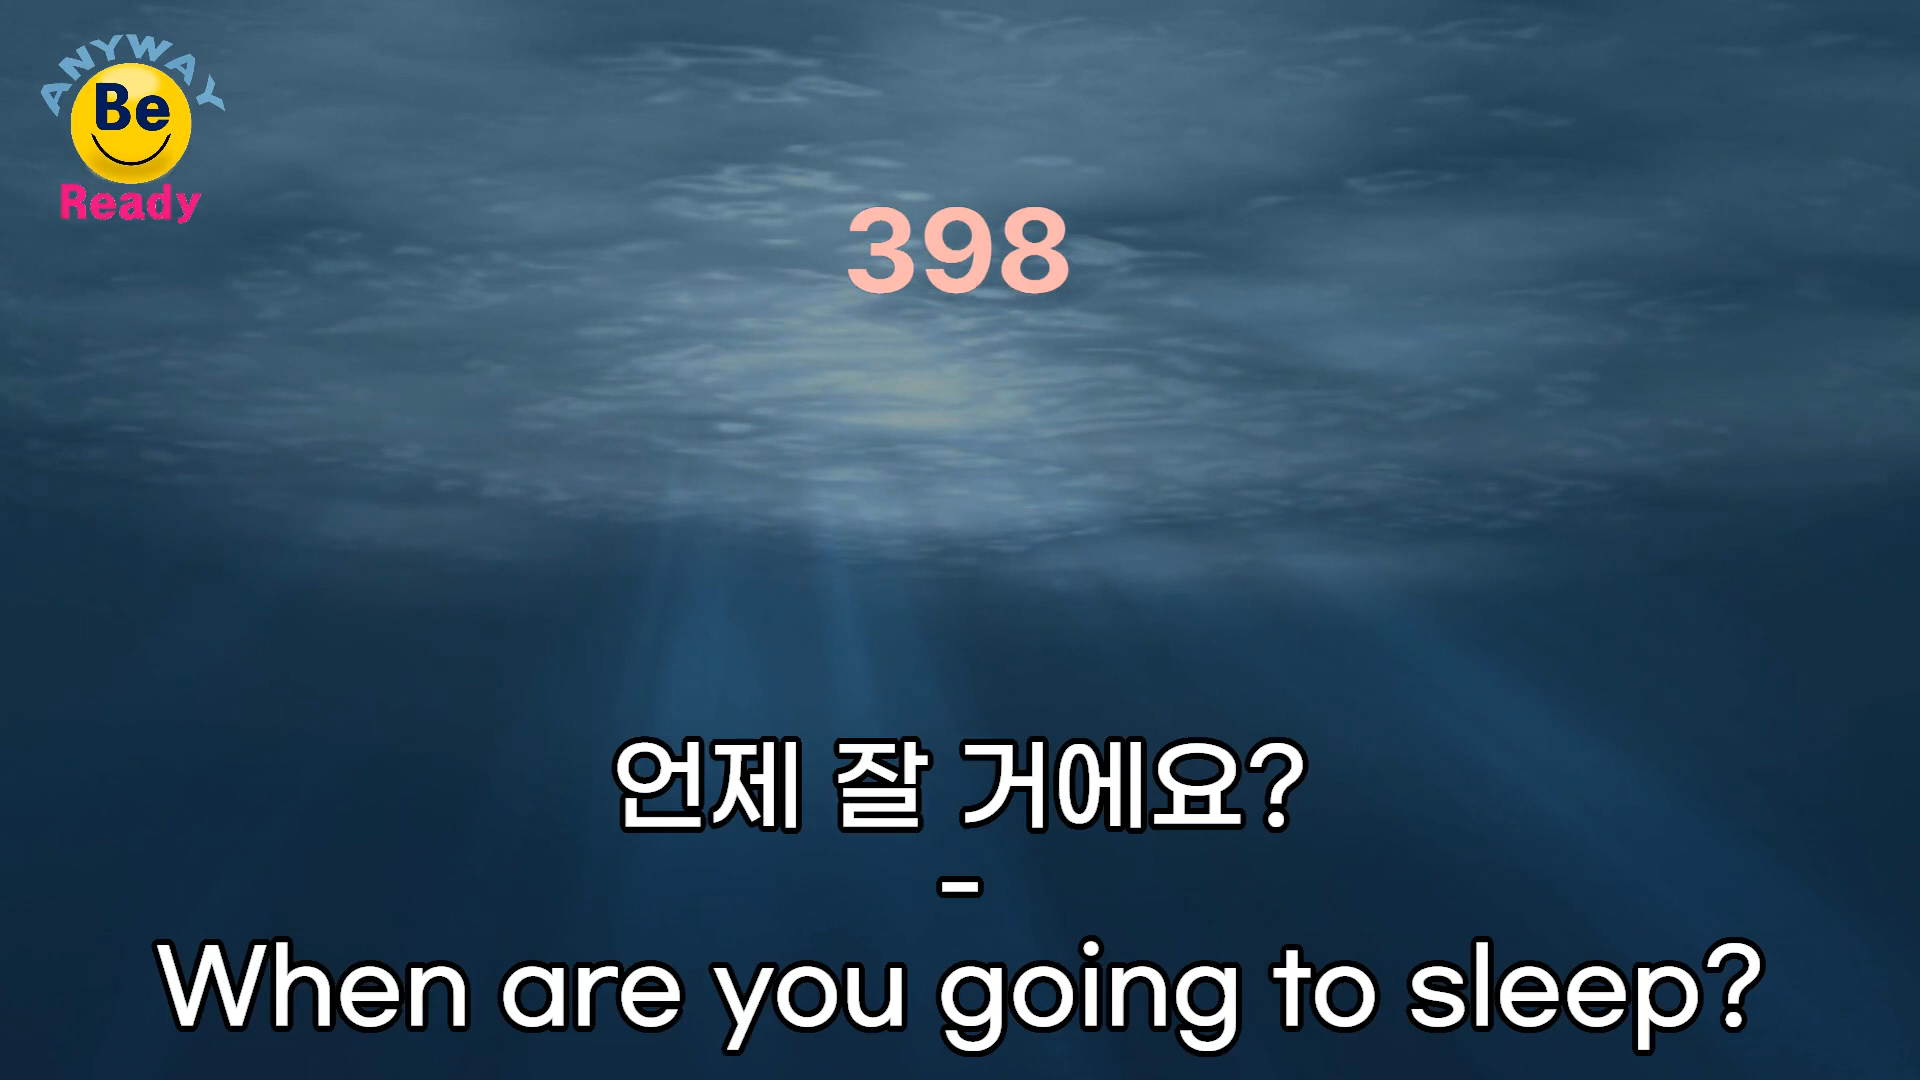 ANYWAY
Be
Ready
398
언제 잘 거에요?
-
When are you going to sleep?